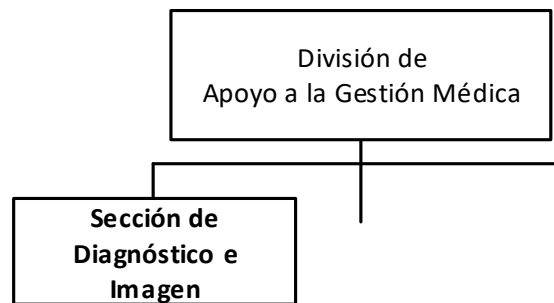 División de
Apoyo a la Gestión Médica
Sección de
Diagnóstico e
Imagen